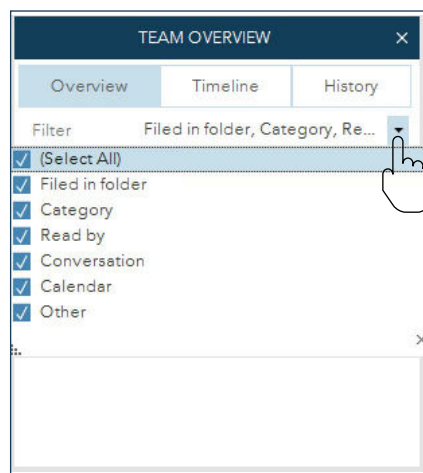 TEAM OVERVIEW
Overview Timeline History
Filter Filed in folder, Category, Re...
(Select All)
Filed in folder
Category
Read by
Conversation
Calendar
Other